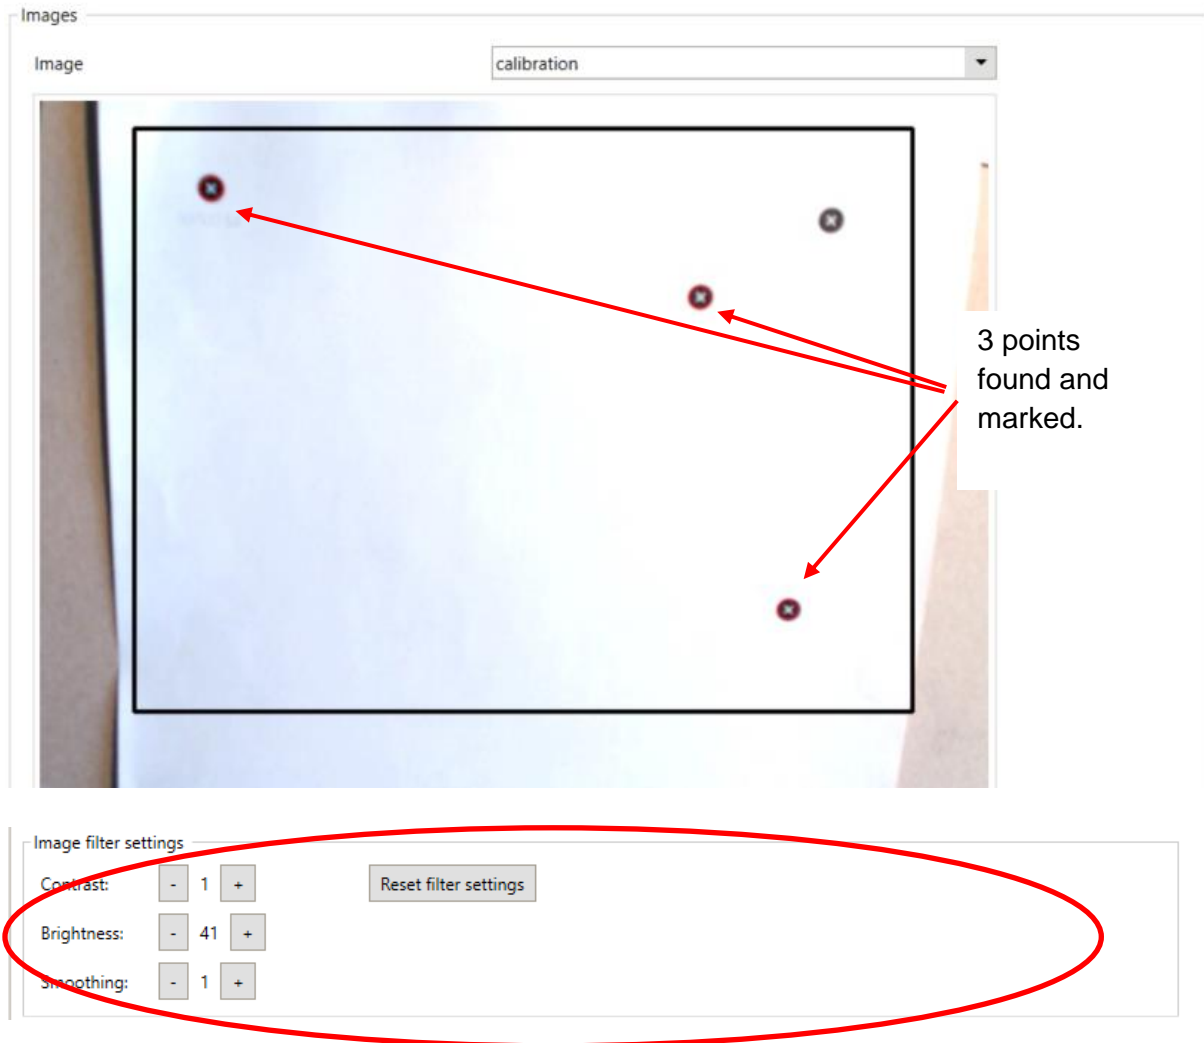 Images
Image
calibration
3 points
found and
marked.
Image filter settings
Contrast:
- 1 +
Reset filter settings
Brightness:
- 41 +
Smoothing:
- 1 +